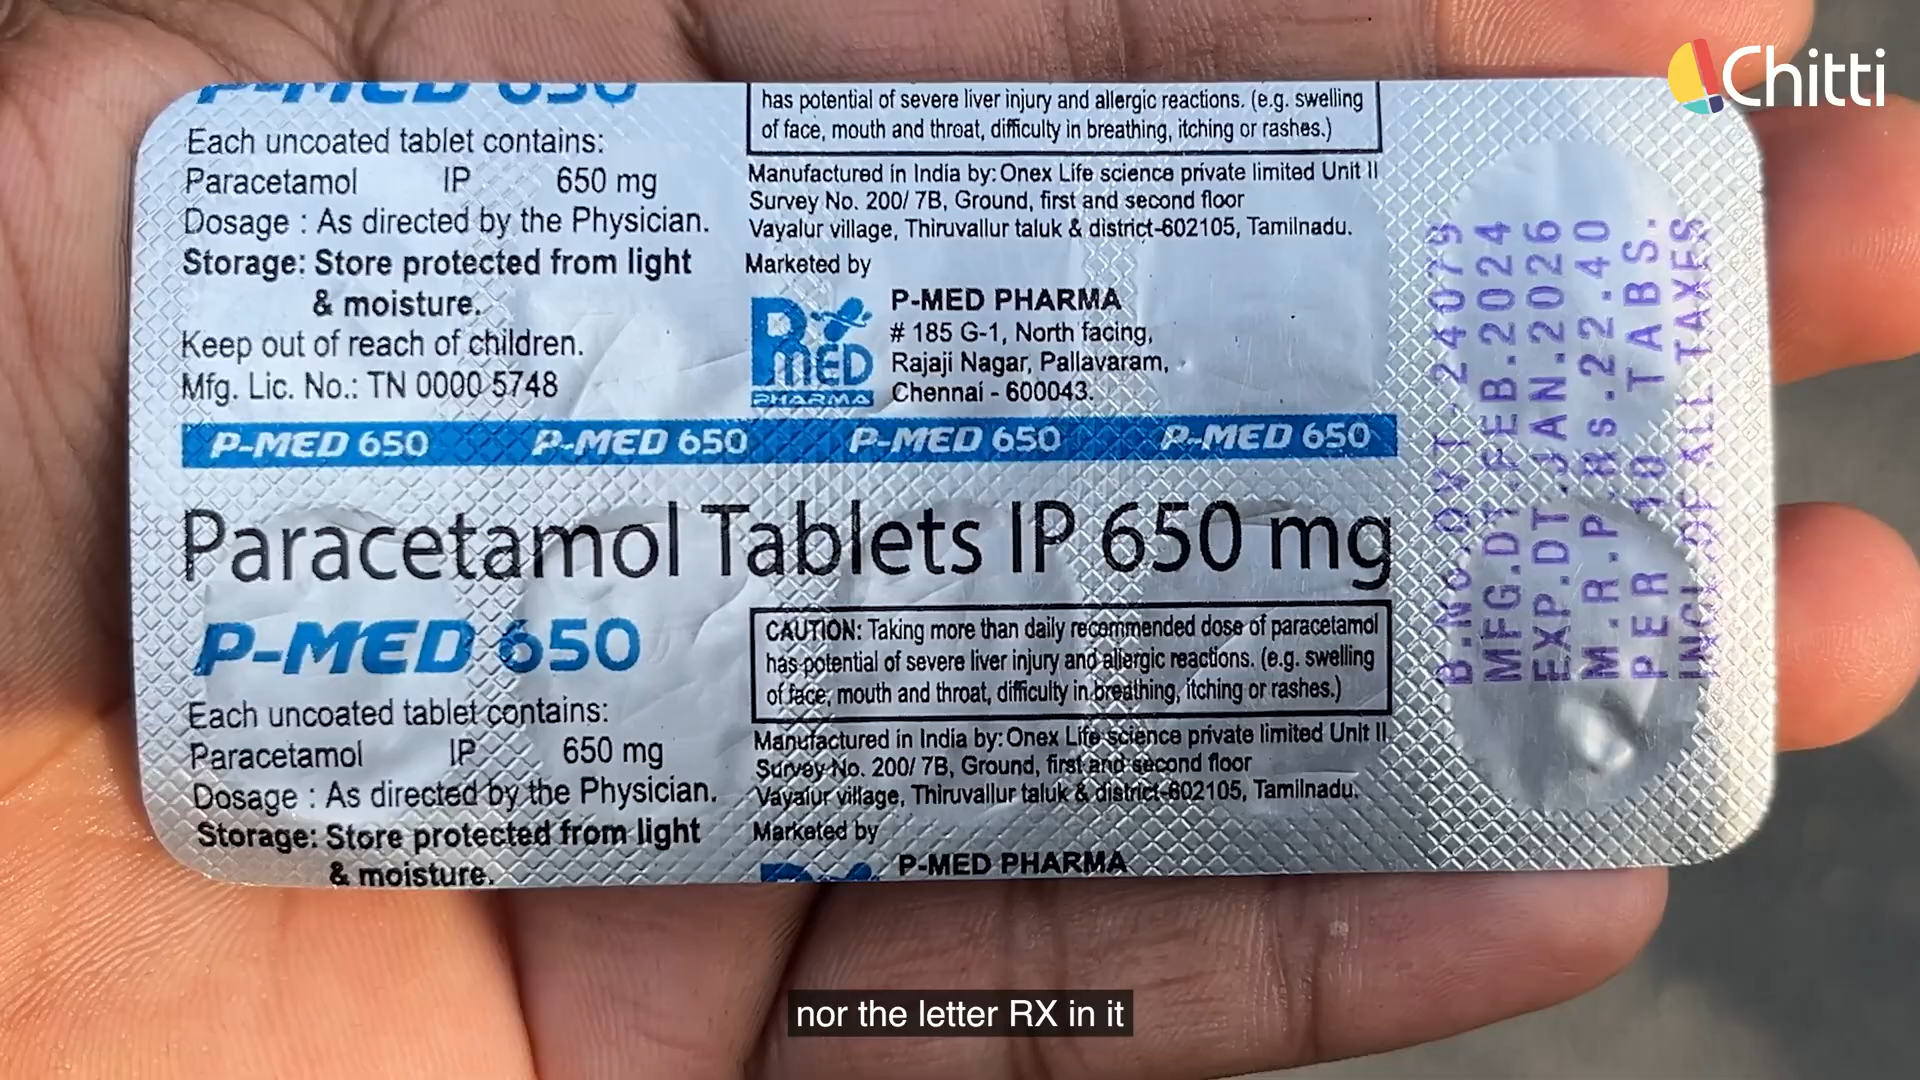 Chitti
P-MED 650
Each uncoated tablet contains:
Paracetamol IP 650 mg
Dosage : As directed by the Physician.
Storage: Store protected from light
& moisture.
Keep out of reach of children.
Mfg. Lic. No.: TN 0000 5748
has potential of severe liver injury and allergic reactions. (e.g. swelling
of face, mouth and throat, difficulty in breathing, itching or rashes.)
Manufactured in India by: Onex Life science private limited Unit II
Survey No. 200/ 7B, Ground, first and second floor
Vayalur village, Thiruvallur taluk & district-602105, Tamilnadu.
Marketed by
PMED
PHARMA
P-MED PHARMA
# 185 G-1, North facing,
Rajaji Nagar, Pallavaram,
Chennai - 600043.
P-MED 650 P-MED 650 P-MED 650 P-MED 650
Paracetamol Tablets IP 650 mg
P-MED 650
Each uncoated tablet contains:
Paracetamol IP 650 mg
Dosage : As directed by the Physician.
Storage: Store protected from light
& moisture.
CAUTION: Taking more than daily recommended dose of paracetamol
has potential of severe liver injury and allergic reactions. (e.g. swelling
of face, mouth and throat, difficulty in breathing, itching or rashes.)
Manufactured in India by: Onex Life science private limited Unit II
Survey No. 200/ 7B, Ground, first and second floor
Vayalur village, Thiruvallur taluk & district-602105, Tamilnadu.
Marketed by
P-MED PHARMA
B.NO. 24079
MFG.DT.FEB.2024
EXP.DT.JAN.2026
M.R.P.Rs.22.40
PER 10 TABS.
INCL.OF ALL TAXES
nor the letter RX in it